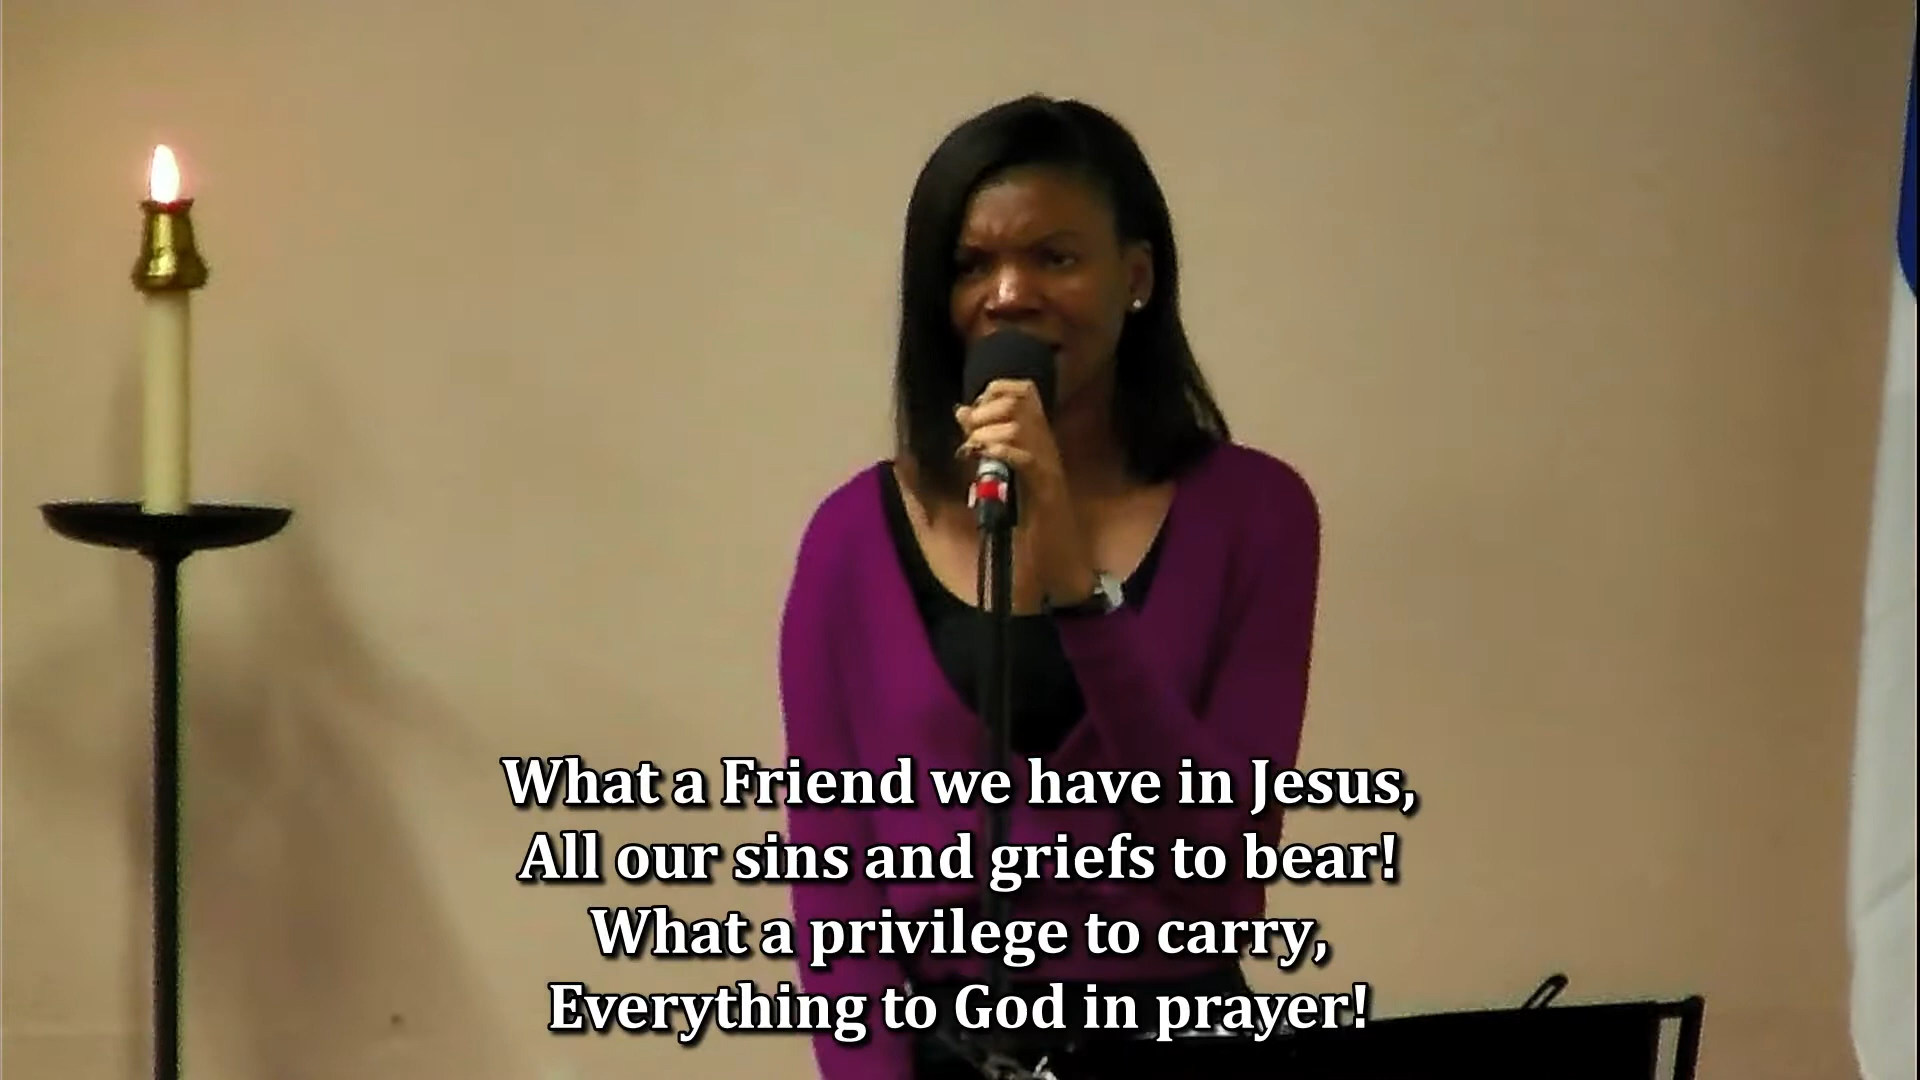 What a Friend we have in Jesus,
All our sins and griefs to bear!
What a privilege to carry,
Everything to God in prayer!